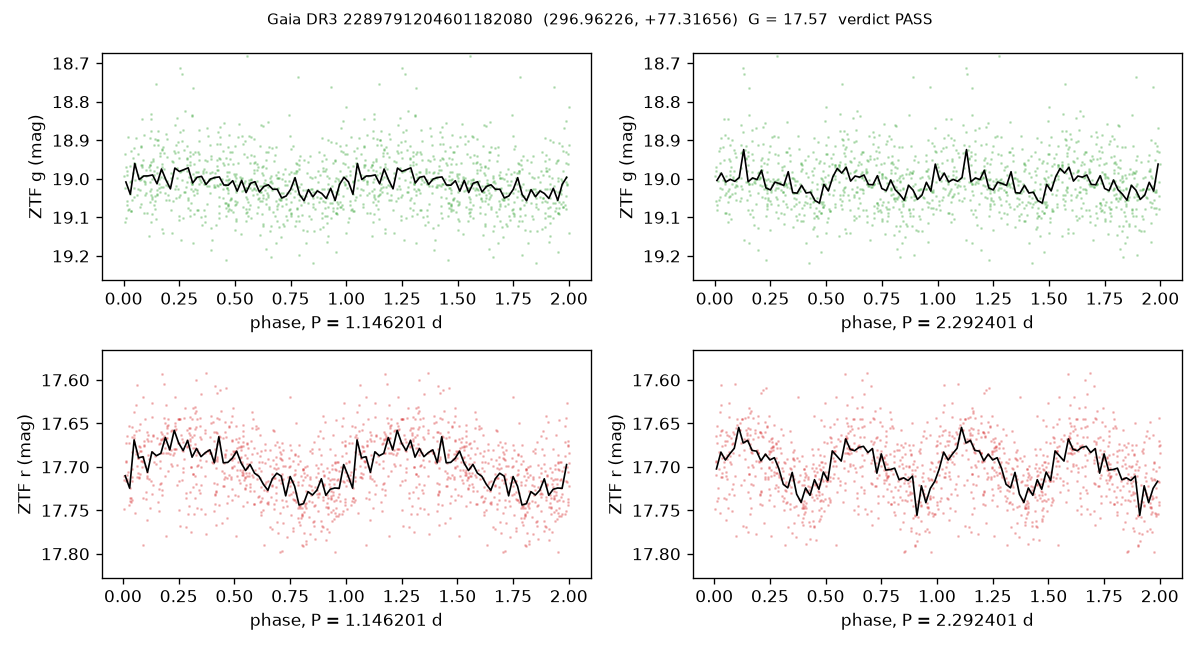 Gaia DR3 2289791204601182080 (296.96226, +77.31656) G = 17.57 verdict PASS
ZTF g (mag)
18.7
18.8
18.9
19.0
19.1
19.2
0.00 0.25 0.50 0.75 1.00 1.25 1.50 1.75 2.00
phase, P = 1.146201 d
ZTF g (mag)
18.7
18.8
18.9
19.0
19.1
19.2
0.00 0.25 0.50 0.75 1.00 1.25 1.50 1.75 2.00
phase, P = 2.292401 d
ZTF r (mag)
17.60
17.65
17.70
17.75
17.80
0.00 0.25 0.50 0.75 1.00 1.25 1.50 1.75 2.00
phase, P = 1.146201 d
ZTF r (mag)
17.60
17.65
17.70
17.75
17.80
0.00 0.25 0.50 0.75 1.00 1.25 1.50 1.75 2.00
phase, P = 2.292401 d